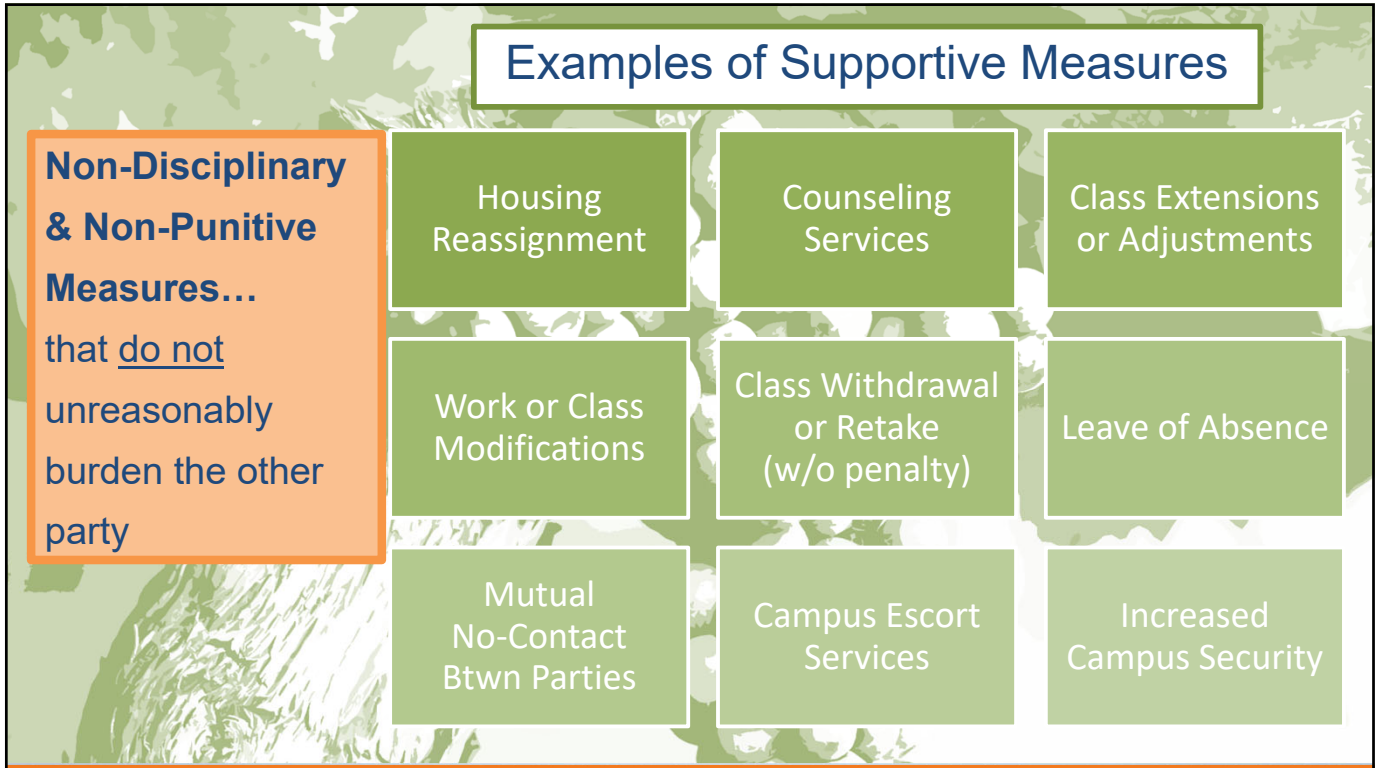 Examples of Supportive Measures
Non-Disciplinary
& Non-Punitive
Measures…
that do not
unreasonably
burden the other
party
Housing
Reassignment
Counseling
Services
Class Extensions
or Adjustments
Work or Class
Modifications
Class Withdrawal
or Retake
(w/o penalty)
Leave of Absence
Mutual
No-Contact
Btwn Parties
Campus Escort
Services
Increased
Campus Security